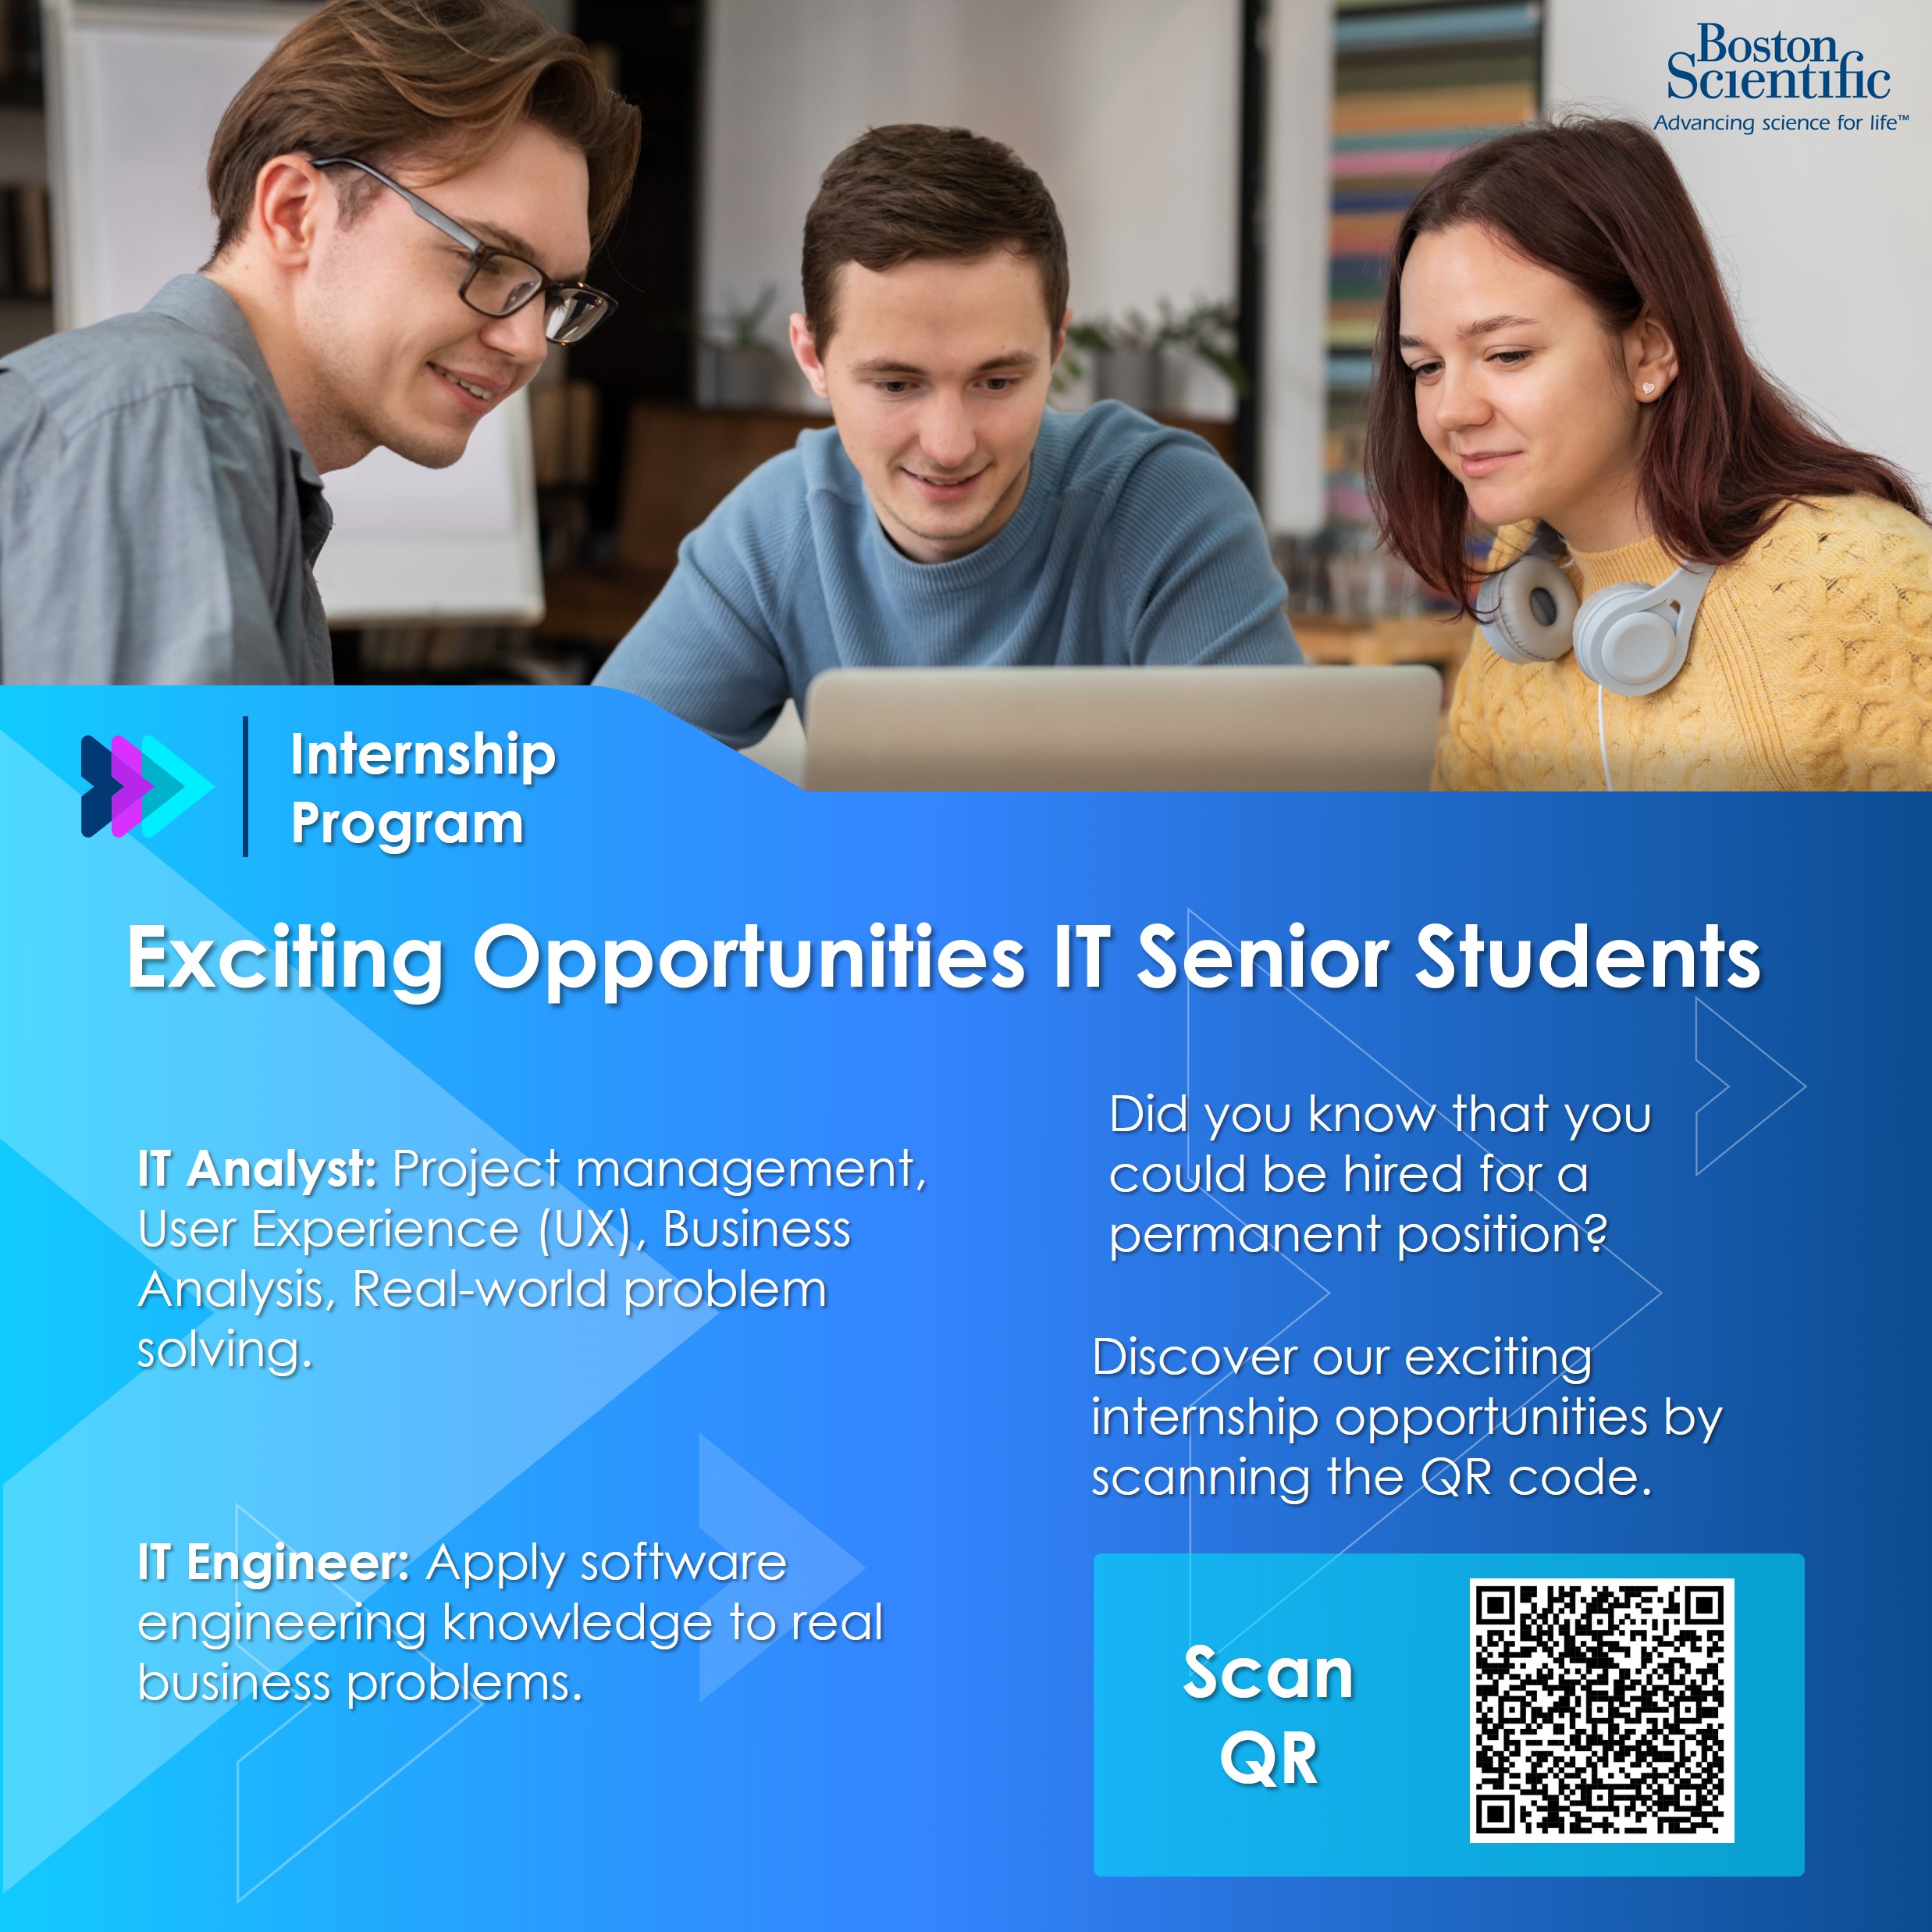 Boston
Scientific
Advancing science for life™
Internship
Program
Exciting Opportunities IT Senior Students
IT Analyst: Project management,
User Experience (UX), Business
Analysis, Real-world problem
solving.
IT Engineer: Apply software
engineering knowledge to real
business problems.
Did you know that you
could be hired for a
permanent position?
Discover our exciting
internship opportunities by
scanning the QR code.
Scan
QR